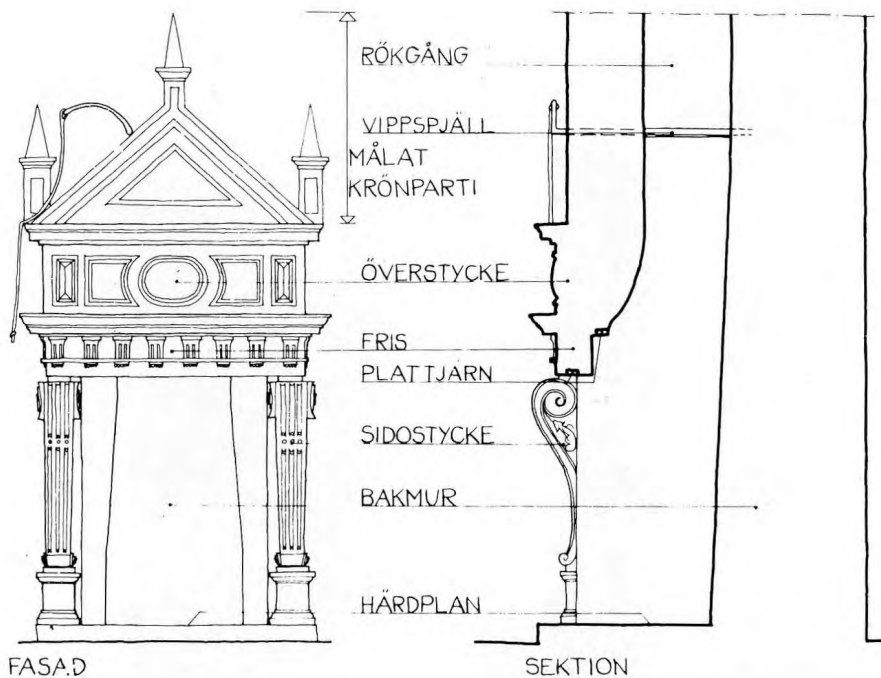 RÖKGÅNG
VIPPSPJÄLL
MÅLAT
KRÖNPARTI
ÖVERSTYCKE
FRIS
PLATTJÄRN
SIDOSTYCKE
BAKMUR
HÄRDPLAN
FASAD
SEKTION